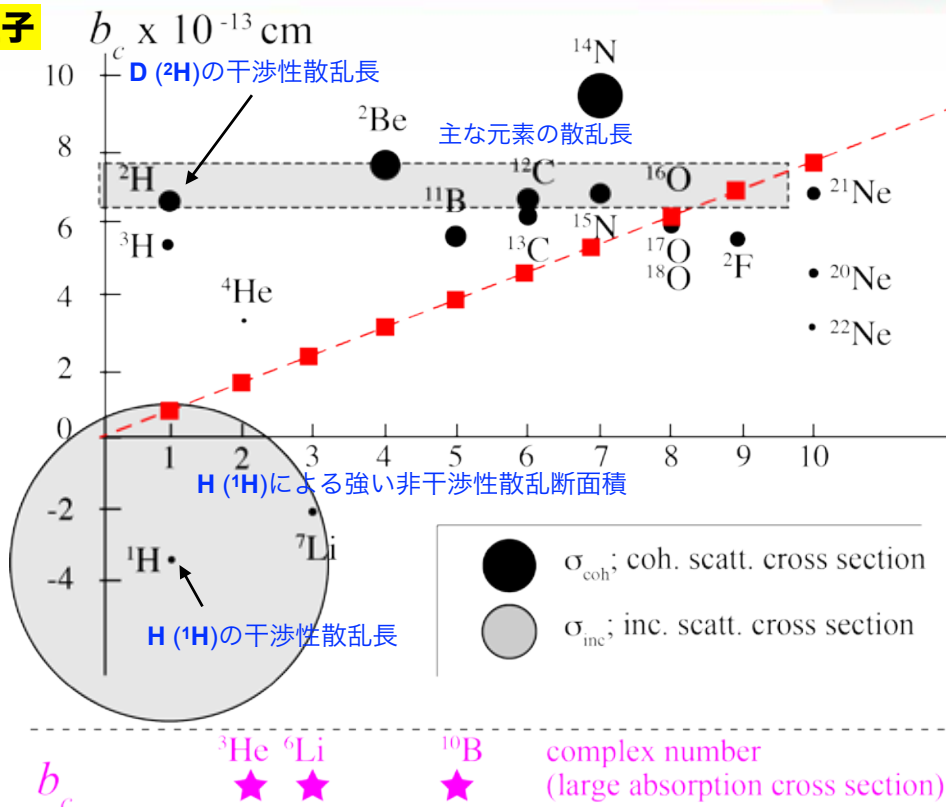 子
b_c x 10⁻¹³ cm
D (²H)の干渉性散乱長
主な元素の散乱長
10
8
6
4
2
0
-2
-4
1 2 3 4 5 6 7 8 9 10
¹⁴N
²Be
²H
¹²C
¹⁶O
²¹Ne
¹¹B
³H
¹³C
¹⁵N
¹⁷O
¹⁸O
²F
⁴He
²⁰Ne
²²Ne
H (¹H)による強い非干渉性散乱断面積
⁷Li
¹H
H (¹H)の干渉性散乱長
σ_coh; coh. scatt. cross section
σ_inc; inc. scatt. cross section
³He ⁶Li ¹⁰B complex number
b_c (large absorption cross section)